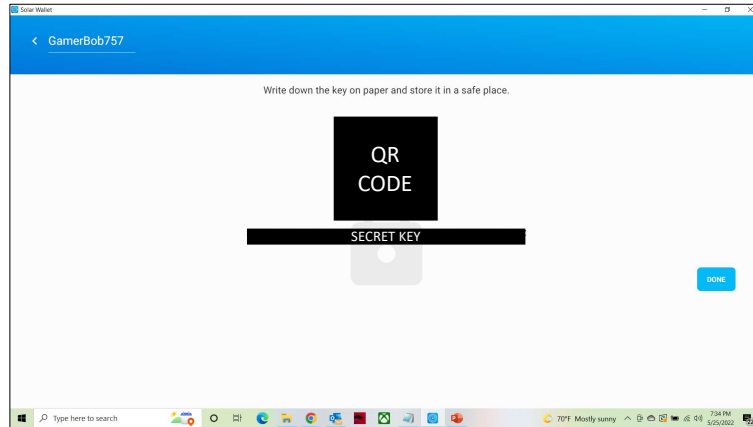 Solar Wallet
GamerBob757
Write down the key on paper and store it in a safe place.
QR
CODE
SECRET KEY
DONE
Type here to search
70°F Mostly sunny
7:34 PM
5/25/2022